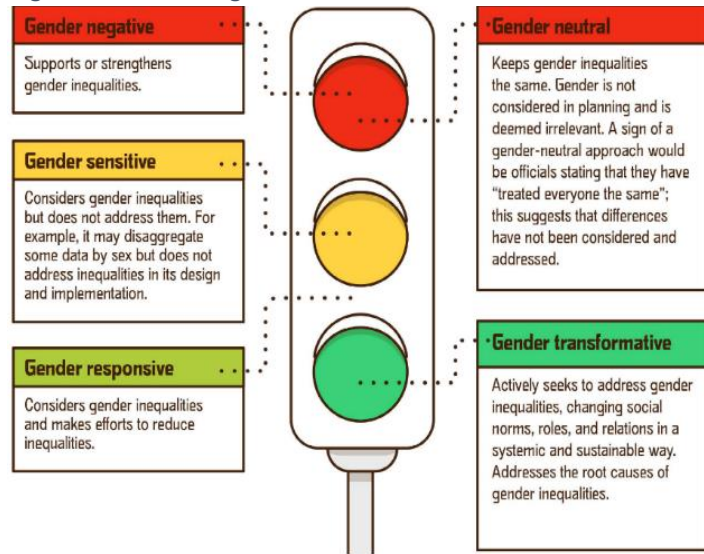 Gender negative
Supports or strengthens
gender inequalities.
Gender sensitive
Considers gender inequalities
but does not address them. For
example, it may disaggregate
some data by sex but does not
address inequalities in its design
and implementation.
Gender responsive
Considers gender inequalities
and makes efforts to reduce
inequalities.
Gender neutral
Keeps gender inequalities
the same. Gender is not
considered in planning and is
deemed irrelevant. A sign of a
gender-neutral approach would
be officials stating that they have
“treated everyone the same”;
this suggests that differences
have not been considered and
addressed.
Gender transformative
Actively seeks to address gender
inequalities, changing social
norms, roles, and relations in a
systemic and sustainable way.
Addresses the root causes of
gender inequalities.